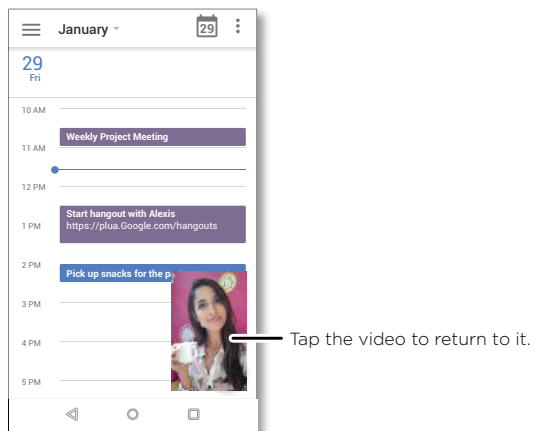 January
29
29
Fri
10 AM
Weekly Project Meeting
11 AM
12 PM
Start hangout with Alexis
1 PM
https://plua.Google.com/hangouts
2 PM
Pick up snacks for the p
3 PM
Tap the video to return to it.
4 PM
5 PM